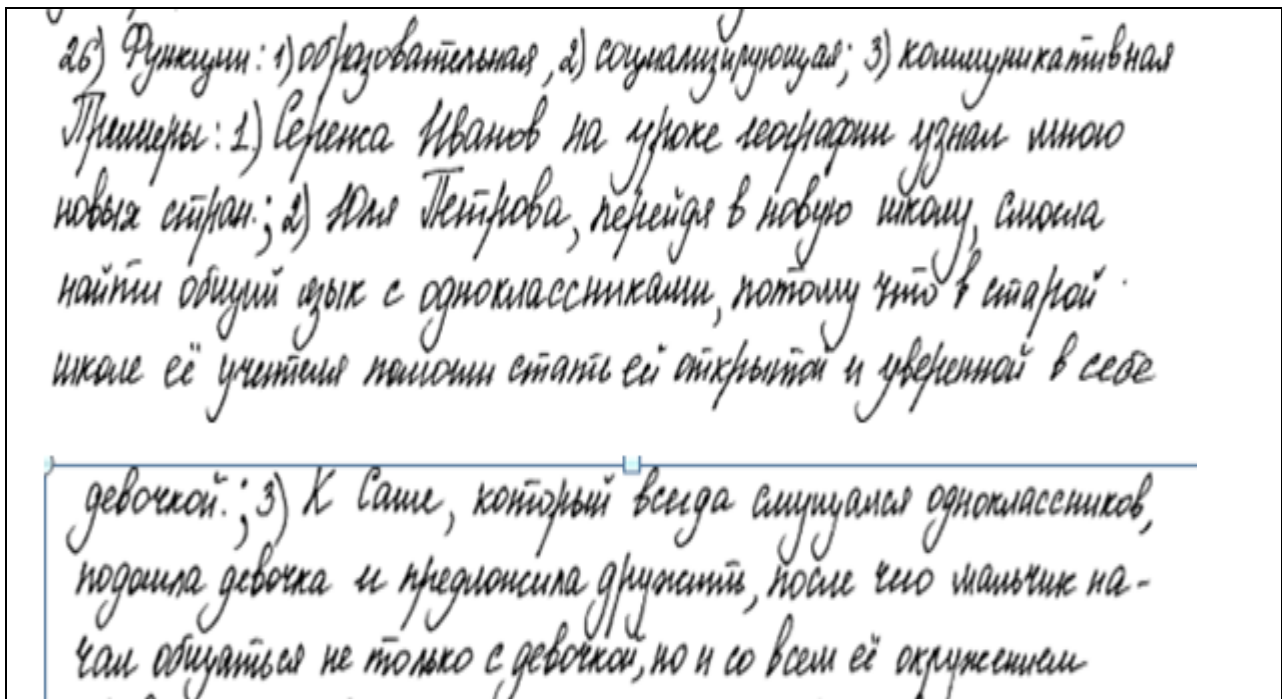 26) Функции: 1) образовательная, 2) социализирующая; 3) коммуникативная
Примеры: 1) Сережа Иванов на уроке географии узнал много
новых стран.; 2) Юля Петрова, перейдя в новую школу, смогла
найти общий язык с одноклассниками, потому что в старой
школе её учителя помогли стать ей открытой и уверенной в себе
девочкой.; 3) К Саше, который всегда смущался одноклассников,
подошла девочка и предложила дружить, после чего мальчик на-
чал общаться не только с девочкой, но и со всем её окружением